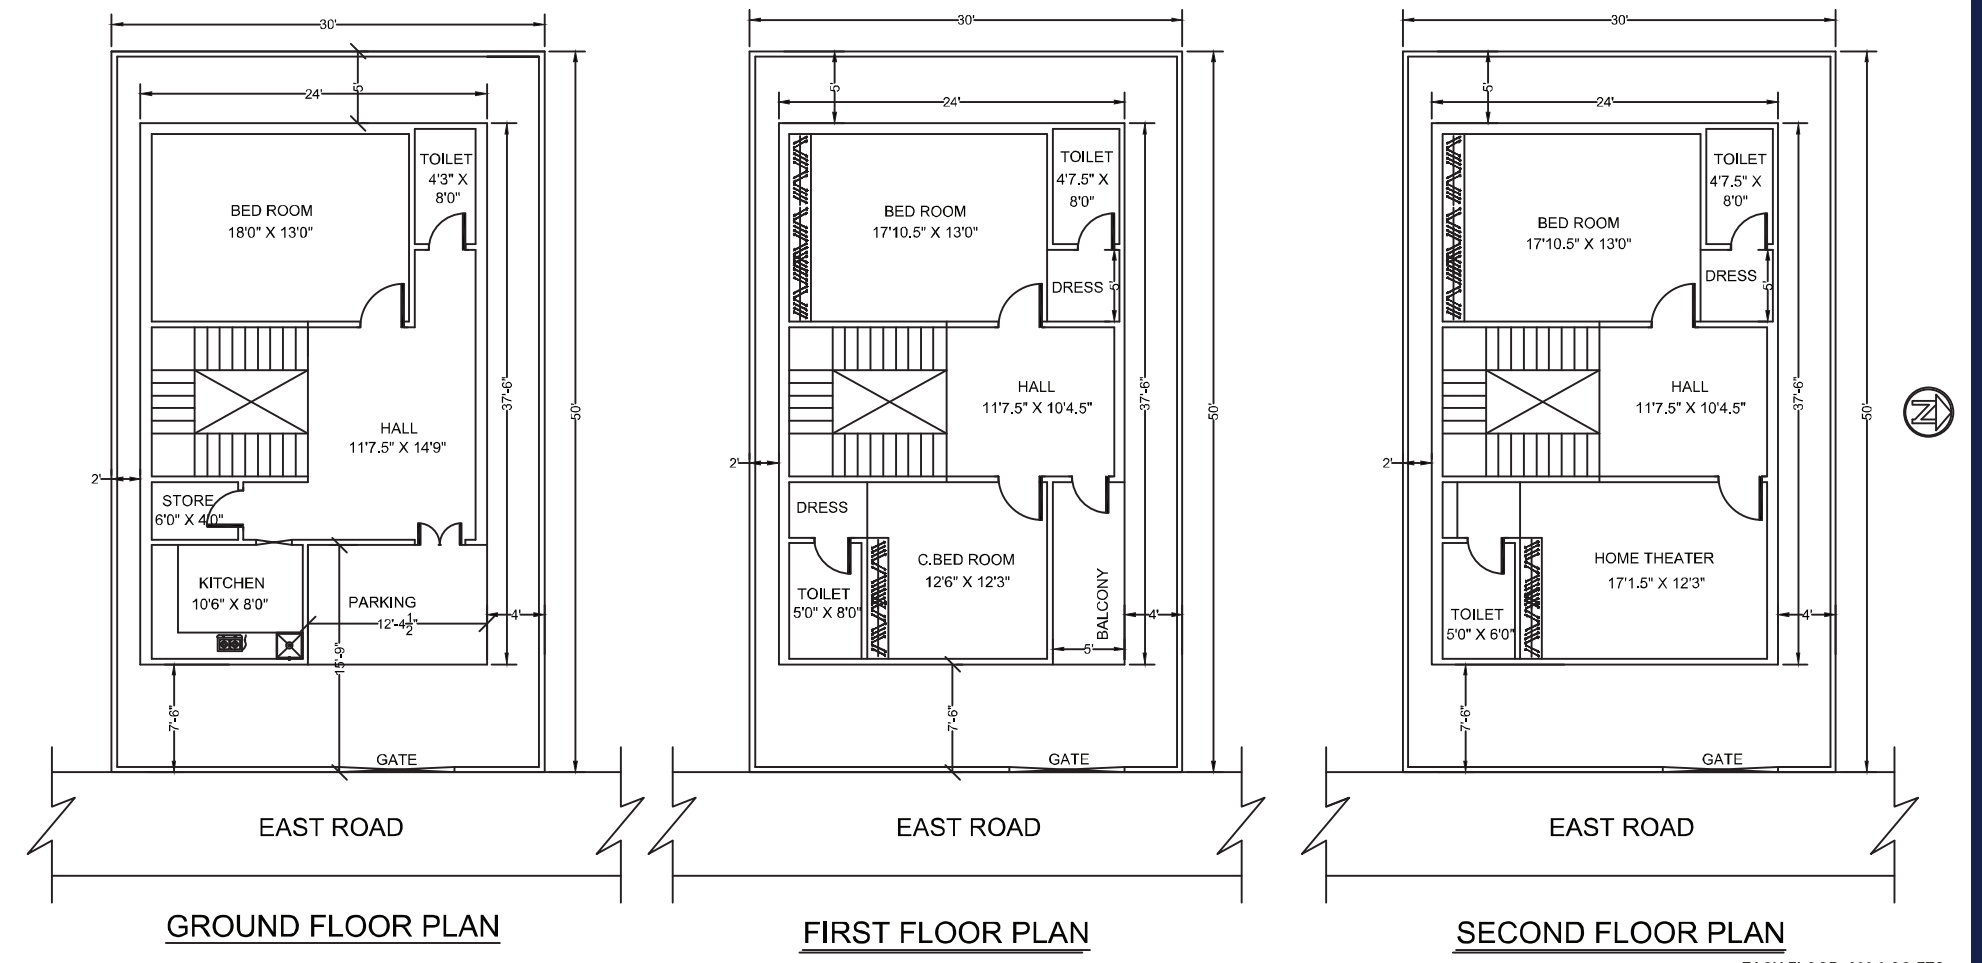 30'
5'
24'
TOILET
4'3" X
8'0"
BED ROOM
18'0" X 13'0"
37'-6"
50'
HALL
11'7.5" X 14'9"
2'
STORE
6'0" X 4'0"
KITCHEN
10'6" X 8'0"
PARKING
12'-4 1/2"
15'-9"
4'
7'-6"
GATE
EAST ROAD
GROUND FLOOR PLAN
30'
5'
24'
TOILET
4'7.5" X
8'0"
BED ROOM
17'10.5" X 13'0"
DRESS
5'
37'-6"
50'
HALL
11'7.5" X 10'4.5"
2'
DRESS
C.BED ROOM
12'6" X 12'3"
TOILET
5'0" X 8'0"
BALCONY
5'
4'
7'-6"
GATE
EAST ROAD
FIRST FLOOR PLAN
30'
5'
24'
TOILET
4'7.5" X
8'0"
BED ROOM
17'10.5" X 13'0"
DRESS
5'
37'-6"
50'
HALL
11'7.5" X 10'4.5"
2'
HOME THEATER
17'1.5" X 12'3"
TOILET
5'0" X 6'0"
4'
7'-6"
GATE
EAST ROAD
SECOND FLOOR PLAN
N